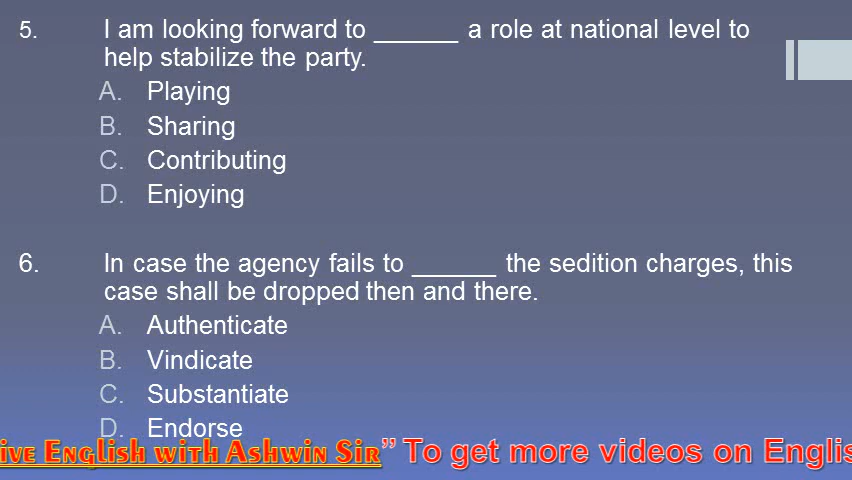 5. I am looking forward to ______ a role at national level to
help stabilize the party.
A. Playing
B. Sharing
C. Contributing
D. Enjoying
6. In case the agency fails to ______ the sedition charges, this
case shall be dropped then and there.
A. Authenticate
B. Vindicate
C. Substantiate
D. Endorse
ive English with Ashwin Sir” To get more videos on Englis